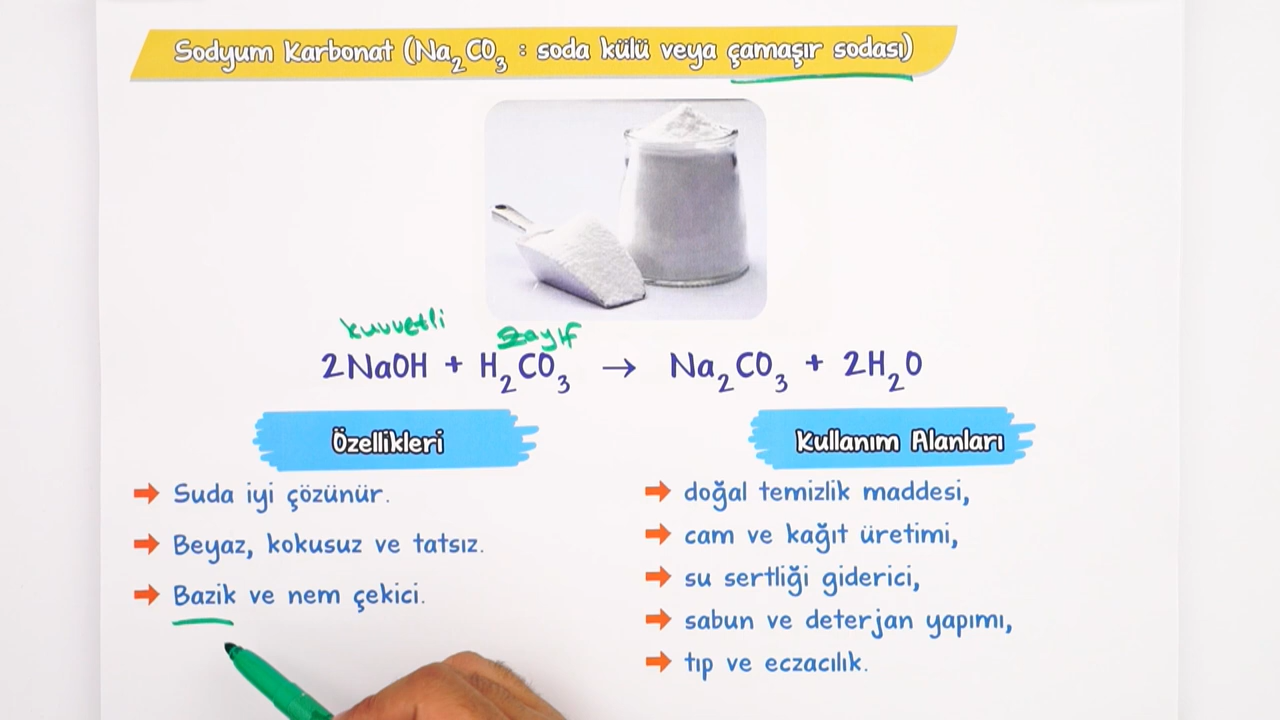 Sodyum Karbonat (Na₂CO₃ : soda külü veya çamaşır sodası)
kuvvetli zayıf
2NaOH + H₂CO₃ → Na₂CO₃ + 2H₂O
Özellikleri
➡ Suda iyi çözünür.
➡ Beyaz, kokusuz ve tatsız.
➡ Bazik ve nem çekici.
Kullanım Alanları
➡ doğal temizlik maddesi,
➡ cam ve kağıt üretimi,
➡ su sertliği giderici,
➡ sabun ve deterjan yapımı,
➡ tıp ve eczacılık.